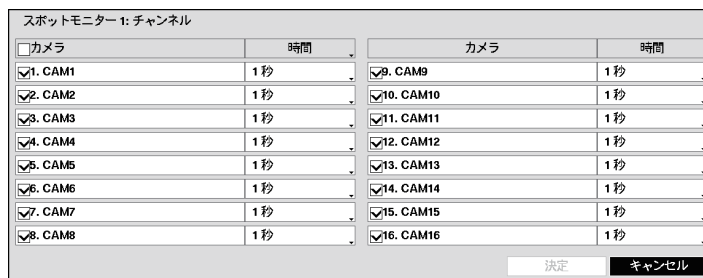 スポットモニター 1: チャンネル
カメラ 時間 カメラ 時間
1. CAM1 1 秒 9. CAM9 1 秒
2. CAM2 1 秒 10. CAM10 1 秒
3. CAM3 1 秒 11. CAM11 1 秒
4. CAM4 1 秒 12. CAM12 1 秒
5. CAM5 1 秒 13. CAM13 1 秒
6. CAM6 1 秒 14. CAM14 1 秒
7. CAM7 1 秒 15. CAM15 1 秒
8. CAM8 1 秒 16. CAM16 1 秒
決定 キャンセル